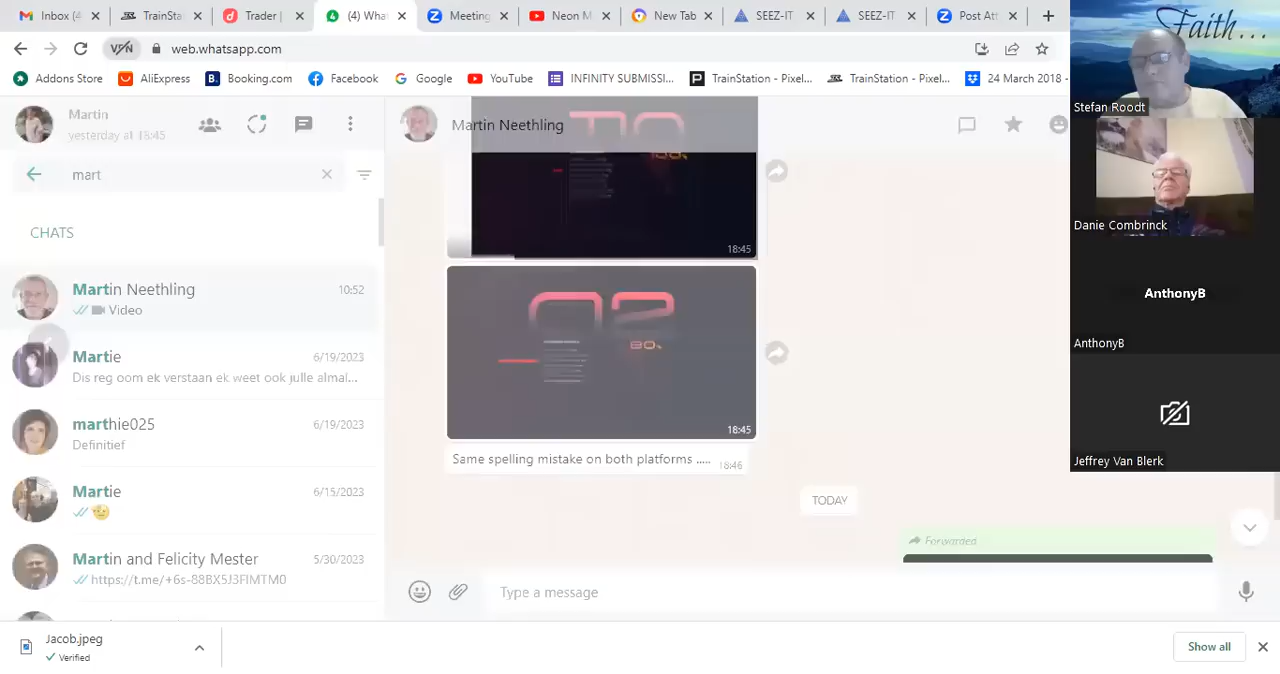 Inbox (4
TrainSta
Trader |
(4) Wha
Meeting
Neon M
New Tab
SEEZ-IT
SEEZ-IT
Post Att
VPN
web.whatsapp.com
Addons Store
AliExpress
Booking.com
Facebook
Google
YouTube
INFINITY SUBMISSI...
TrainStation - Pixel...
TrainStation - Pixel...
24 March 2018 -
Faith...
Stefan Roodt
Danie Combrinck
AnthonyB
AnthonyB
Jeffrey Van Blerk
Martin
yesterday at 18:45
mart
CHATS
Martin Neethling
10:52
Video
Martie
6/19/2023
Dis reg oom ek verstaan ek weet ook julle almal...
marthie025
6/19/2023
Definitief
Martie
6/15/2023
Martin and Felicity Mester
5/30/2023
https://t.me/+6s-88BX5J3FIMTM0
Martin Neethling
18:45
80%
18:45
Same spelling mistake on both platforms .....
18:46
TODAY
Forwarded
Type a message
Jacob.jpeg
Verified
Show all